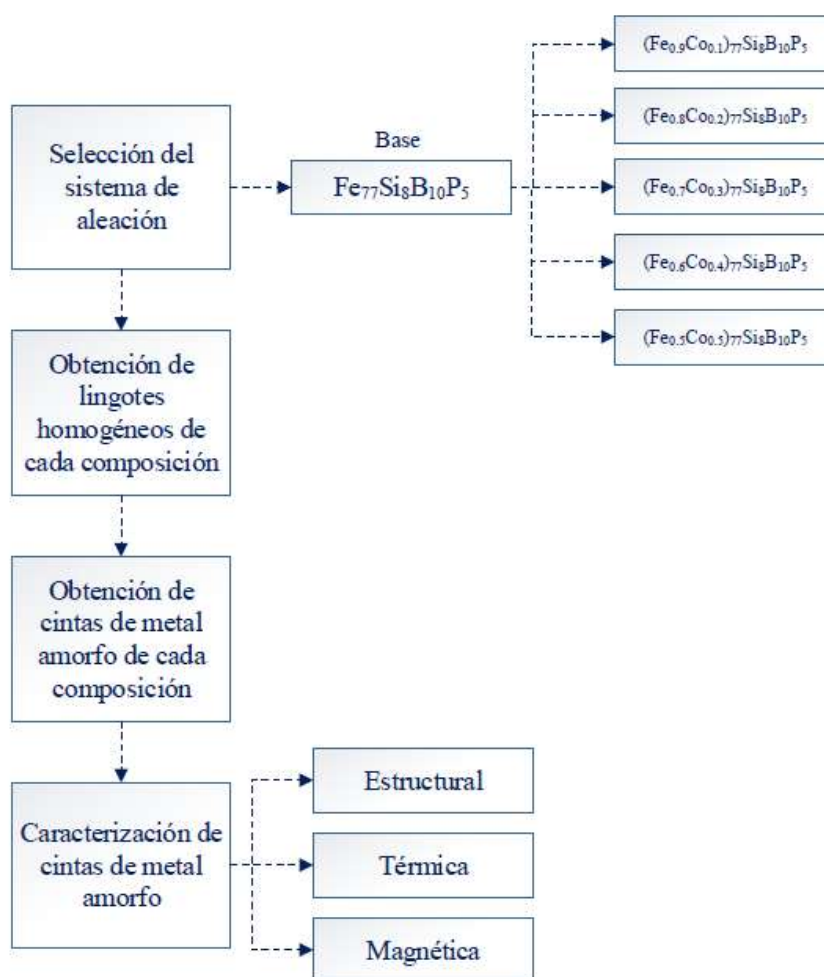 Selección del
sistema de
aleación
Base
Fe₇₇Si₈B₁₀P₅
(Fe₀.₉Co₀.₁)₇₇Si₈B₁₀P₅
(Fe₀.₈Co₀.₂)₇₇Si₈B₁₀P₅
(Fe₀.₇Co₀.₃)₇₇Si₈B₁₀P₅
(Fe₀.₆Co₀.₄)₇₇Si₈B₁₀P₅
(Fe₀.₅Co₀.₅)₇₇Si₈B₁₀P₅
Obtención de
lingotes
homogéneos de
cada composición
Obtención de
cintas de metal
amorfo de cada
composición
Caracterización de
cintas de metal
amorfo
Estructural
Térmica
Magnética